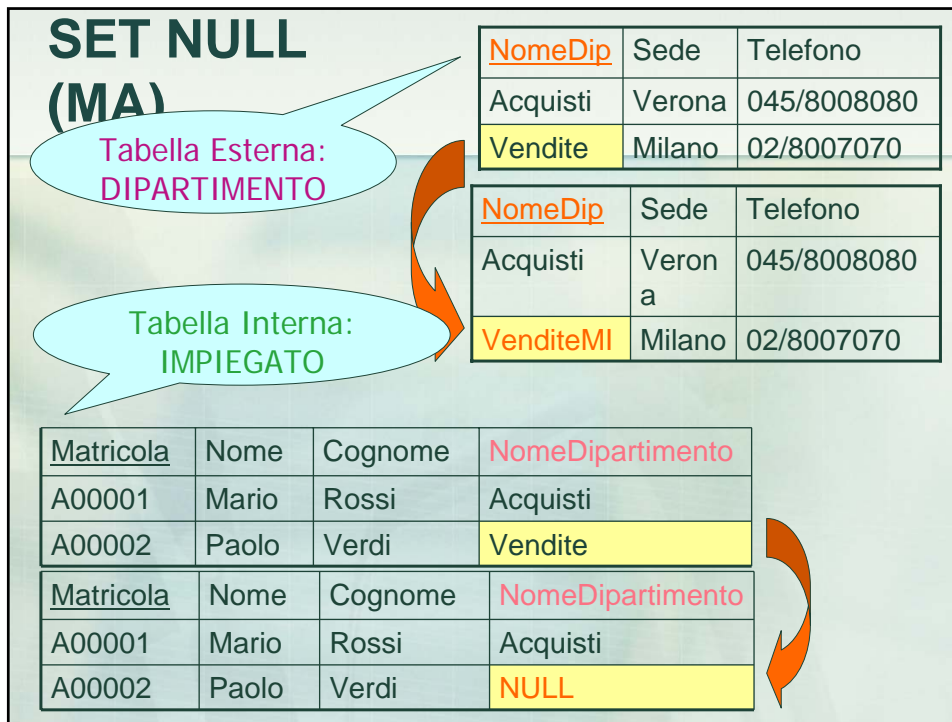 SET NULL
(MA)
Tabella Esterna:
DIPARTIMENTO
NomeDip Sede Telefono
Acquisti Verona 045/8008080
Vendite Milano 02/8007070
NomeDip Sede Telefono
Acquisti Veron 045/8008080
a
VenditeMI Milano 02/8007070
Tabella Interna:
IMPIEGATO
Matricola Nome Cognome NomeDipartimento
A00001 Mario Rossi Acquisti
A00002 Paolo Verdi Vendite
Matricola Nome Cognome NomeDipartimento
A00001 Mario Rossi Acquisti
A00002 Paolo Verdi NULL